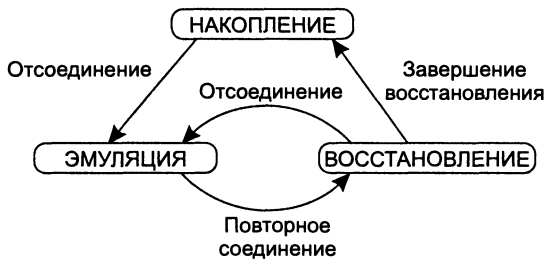 НАКОПЛЕНИЕ
Отсоединение
Завершение
восстановления
Отсоединение
ЭМУЛЯЦИЯ
ВОССТАНОВЛЕНИЕ
Повторное
соединение